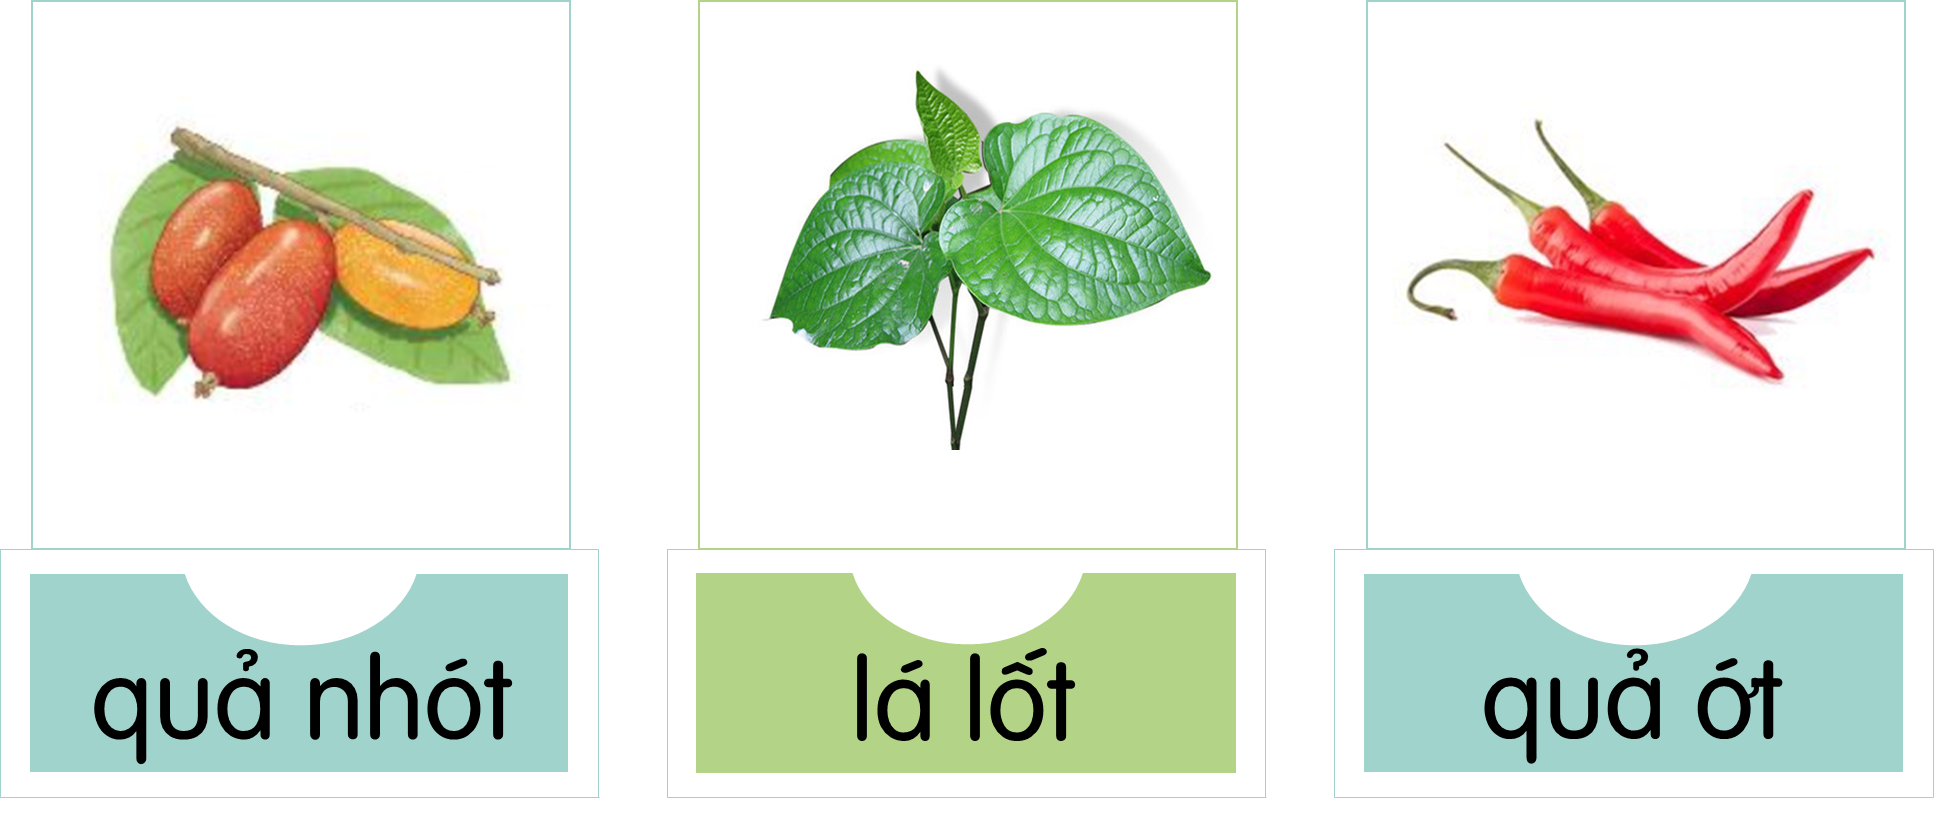 quả nhót
lá lốt
quả ớt